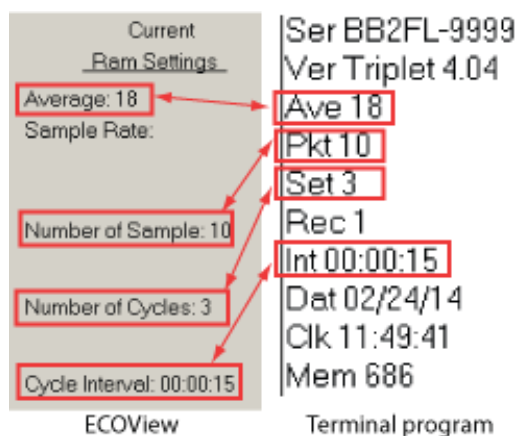 Current
Ram Settings
Average: 18
Sample Rate:
Number of Sample: 10
Number of Cycles: 3
Cycle Interval: 00:00:15
ECOView
Ser BB2FL-9999
Ver Triplet 4.04
Ave 18
Pkt 10
Set 3
Rec 1
Int 00:00:15
Dat 02/24/14
Clk 11:49:41
Mem 686
Terminal program